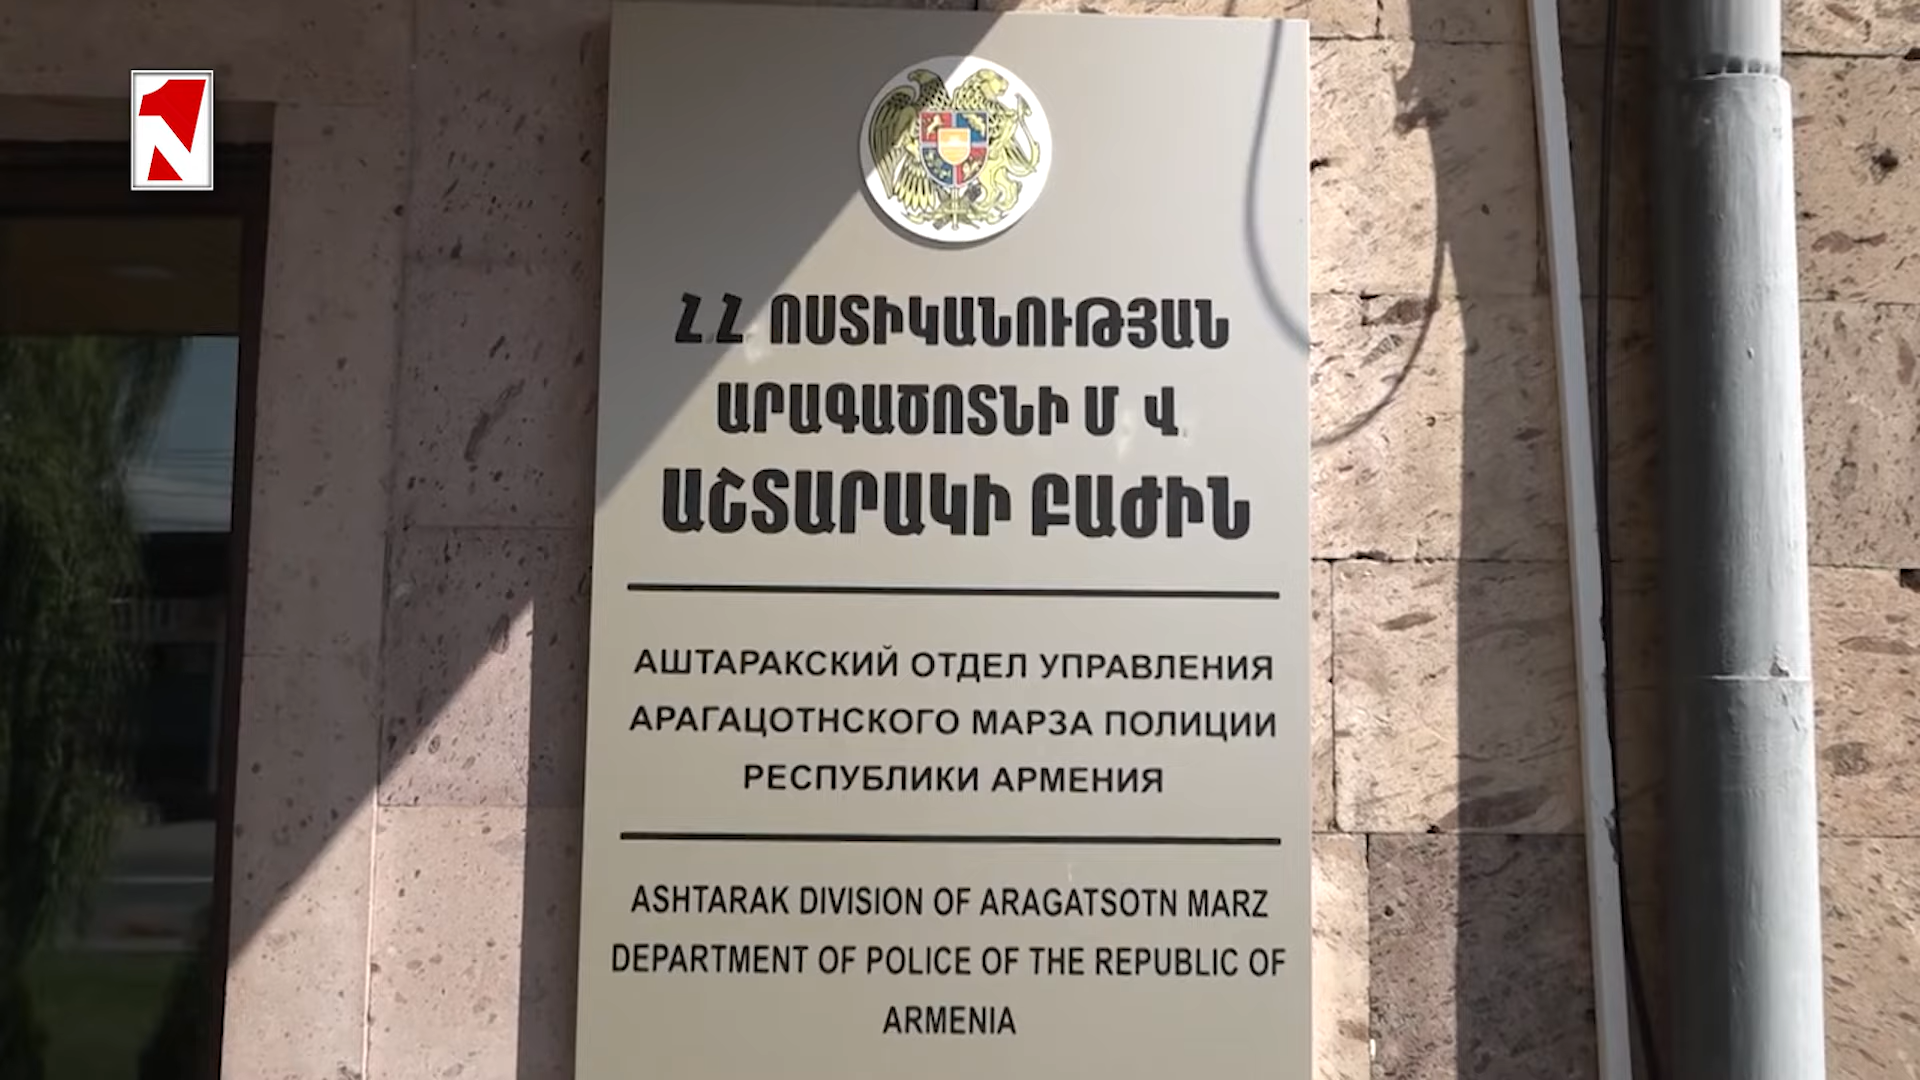 1N
Հ.Հ. ՈՍՏԻԿԱՆՈՒԹՅԱՆ
ԱՐԱԳԱԾՈՏՆԻ Մ. Վ.
ԱՇՏԱՐԱԿԻ ԲԱԺԻՆ
АШТАРАКСКИЙ ОТДЕЛ УПРАВЛЕНИЯ
АРАГАЦОТНСКОГО МАРЗА ПОЛИЦИИ
РЕСПУБЛИКИ АРМЕНИЯ
ASHTARAK DIVISION OF ARAGATSOTN MARZ
DEPARTMENT OF POLICE OF THE REPUBLIC OF
ARMENIA